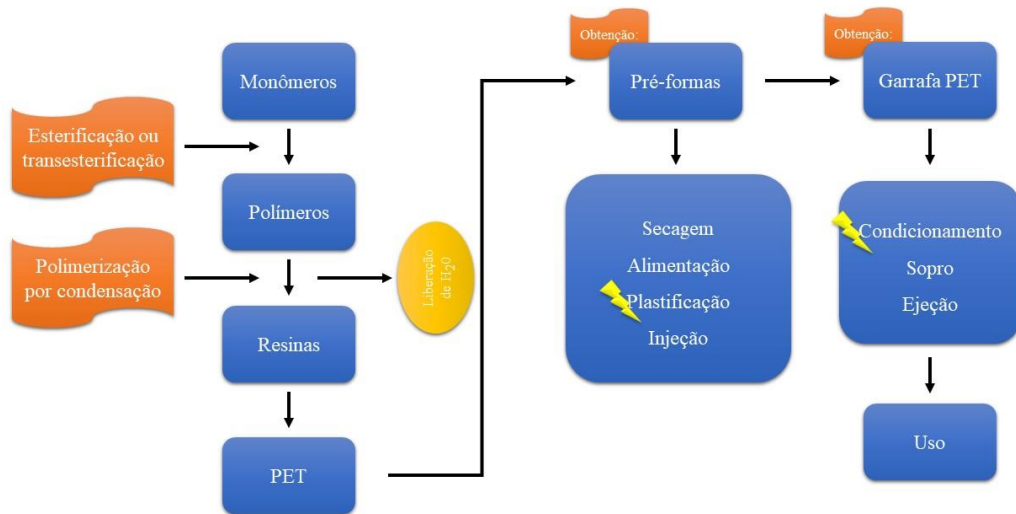 Monômeros
Esterificação ou
transesterificação
Polímeros
Polimerização
por condensação
Liberação
de H₂0
Resinas
PET
Obtenção:
Pré-formas
Secagem
Alimentação
Plastificação
Injeção
Obtenção:
Garrafa PET
Condicionamento
Sopro
Ejeção
Uso